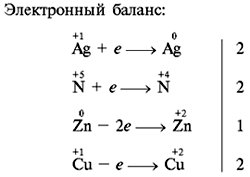 Электронный баланс:
+1 0
Ag + e ⟶ Ag | 2
+5 +4
N + e ⟶ N | 2
0 +2
Zn − 2e ⟶ Zn | 1
+1 +2
Cu − e ⟶ Cu | 2